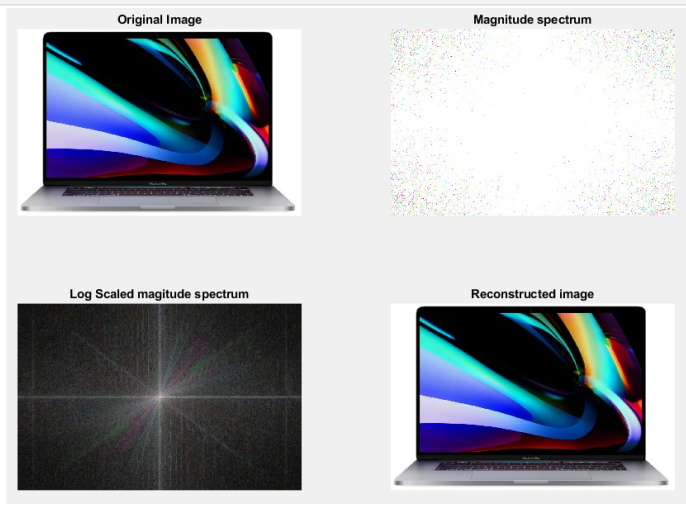 Original Image
Magnitude spectrum
Log Scaled magitude spectrum
Reconstructed image